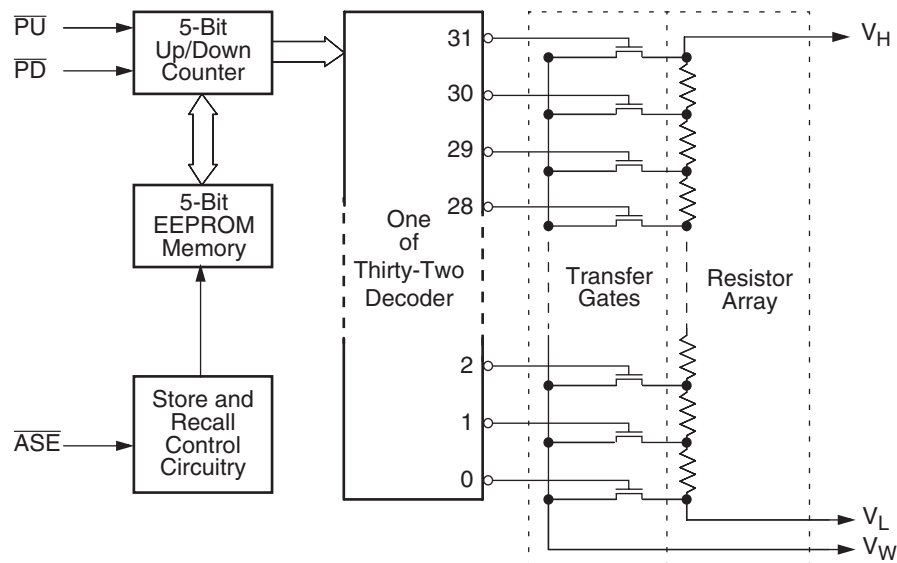 PU
PD
5-Bit
Up/Down
Counter
5-Bit
EEPROM
Memory
ASE
Store and
Recall
Control
Circuitry
One
of
Thirty-Two
Decoder
31
30
29
28
2
1
0
Transfer
Gates
Resistor
Array
VH
VL
VW